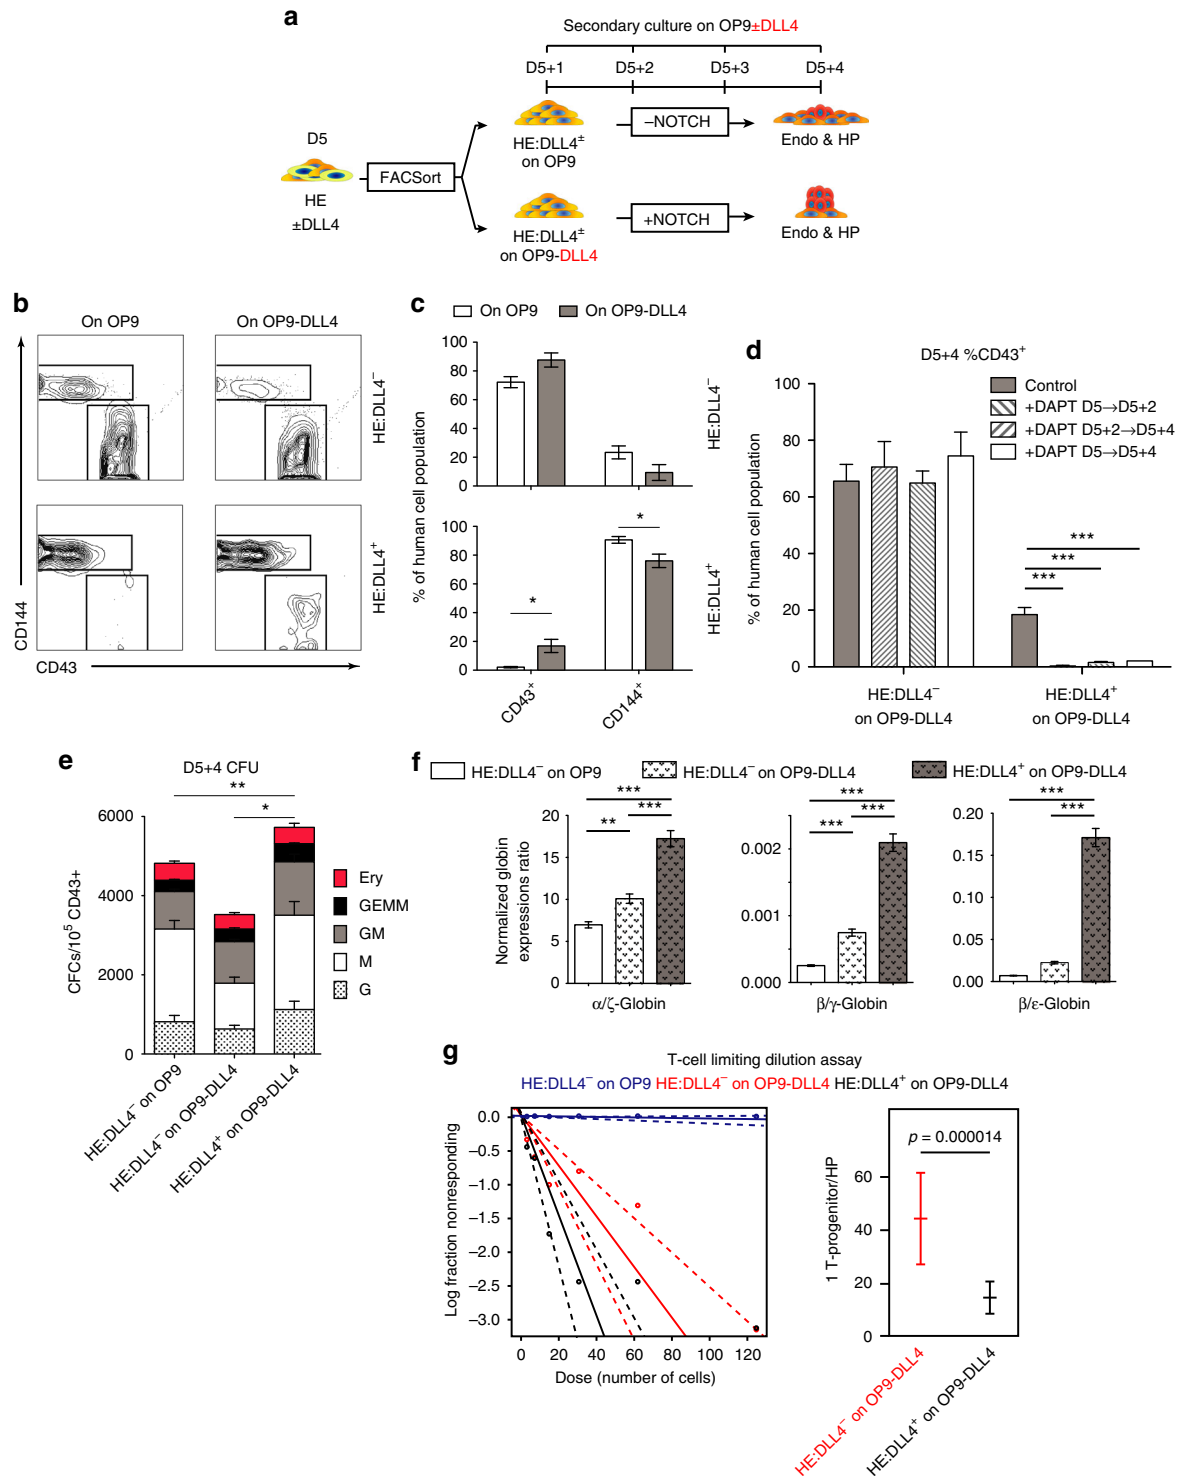 a
Secondary culture on OP9±DLL4
D5+1 D5+2 D5+3 D5+4
D5
HE
±DLL4
FACSort
HE:DLL4±
on OP9
–NOTCH
Endo & HP
HE:DLL4±
on OP9-DLL4
+NOTCH
Endo & HP
b
On OP9 On OP9-DLL4
HE:DLL4⁻
HE:DLL4⁺
CD144
CD43
c
On OP9 On OP9-DLL4
100
80
60
40
20
0
HE:DLL4⁻
100
80
60
40
20
0
HE:DLL4⁺
% of human cell population
*
*
CD43⁺ CD144⁺
d
D5+4 %CD43⁺
Control
+DAPT D5→D5+2
+DAPT D5+2→D5+4
+DAPT D5→D5+4
% of human cell population
100
80
60
40
20
0
***
***
***
HE:DLL4⁻
on OP9-DLL4
HE:DLL4⁺
on OP9-DLL4
e
D5+4 CFU
**
*
CFCs/10⁵ CD43+
6000
4000
2000
0
Ery
GEMM
GM
M
G
HE:DLL4⁻ on OP9
HE:DLL4⁻ on OP9-DLL4
HE:DLL4⁺ on OP9-DLL4
f
HE:DLL4⁻ on OP9 HE:DLL4⁻ on OP9-DLL4 HE:DLL4⁺ on OP9-DLL4
Normalized globin
expressions ratio
20
15
10
5
0
***
** ***
α/ζ-Globin
0.002
0.001
0.000
***
*** ***
β/γ-Globin
0.20
0.15
0.10
0.05
0.00
***
***
β/ε-Globin
g
T-cell limiting dilution assay
HE:DLL4⁻ on OP9 HE:DLL4⁻ on OP9-DLL4 HE:DLL4⁺ on OP9-DLL4
Log fraction nonresponding
0.0
–0.5
–1.0
–1.5
–2.0
–2.5
–3.0
0 20 40 60 80 100 120
Dose (number of cells)
1 T-progenitor/HP
p = 0.000014
60
40
20
0
HE:DLL4⁻ on OP9-DLL4
HE:DLL4⁺ on OP9-DLL4